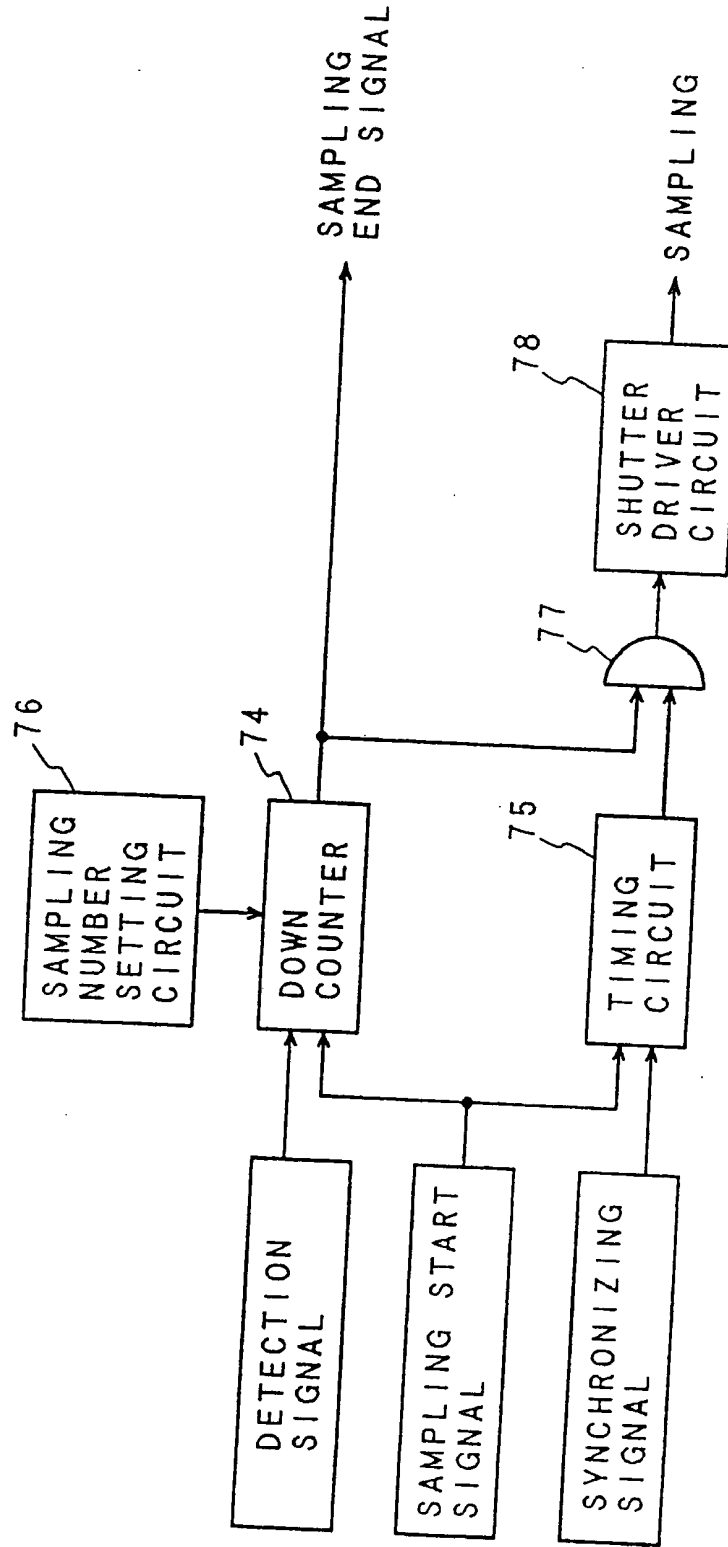 76
SAMPLING
NUMBER
SETTING
CIRCUIT
DETECTION
SIGNAL
74
DOWN
COUNTER
SAMPLING
END SIGNAL
SAMPLING START
SIGNAL
SYNCHRONIZING
SIGNAL
75
TIMING
CIRCUIT
77
78
SHUTTER
DRIVER
CIRCUIT
SAMPLING